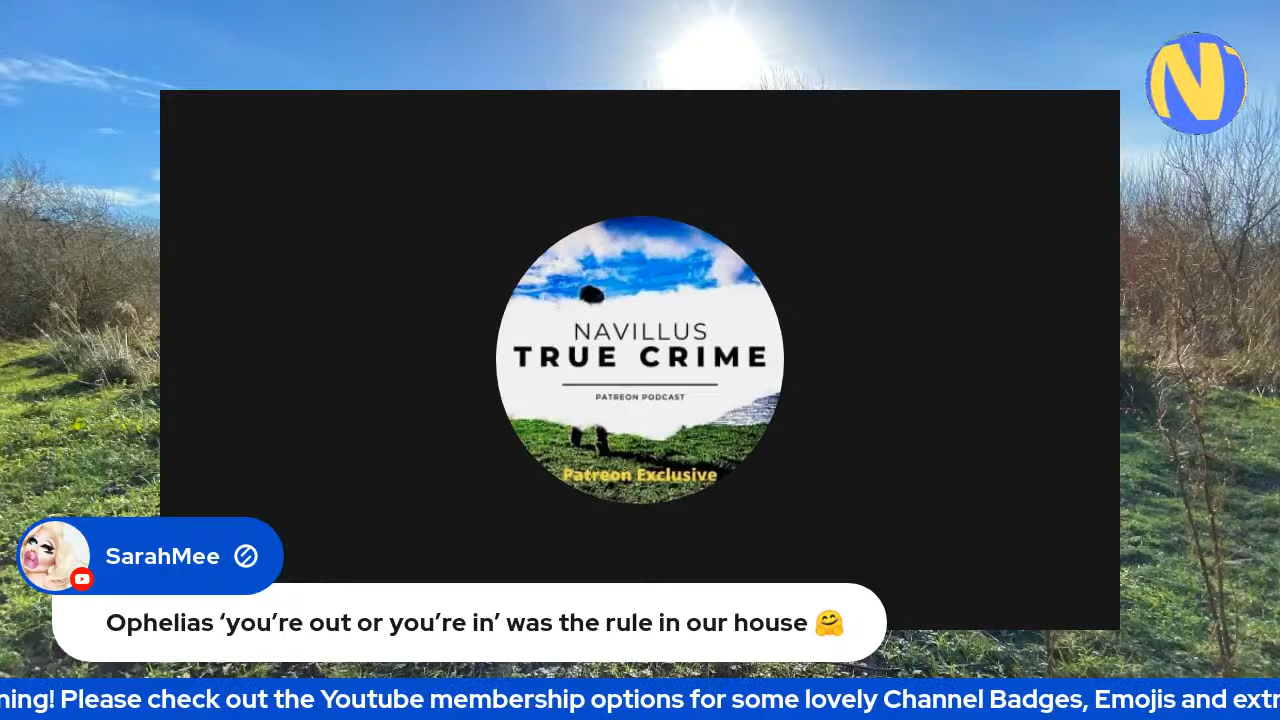 N
NAVILLUS
TRUE CRIME
PATREON PODCAST
Patreon Exclusive
SarahMee
Ophelias ‘you’re out or you’re in’ was the rule in our house 🤗
ning! Please check out the Youtube membership options for some lovely Channel Badges, Emojis and extr